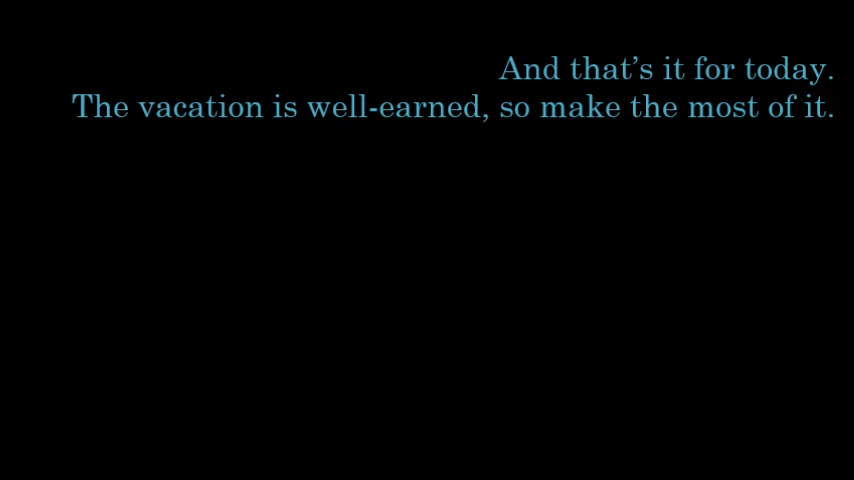 And that’s it for today.
The vacation is well-earned, so make the most of it.